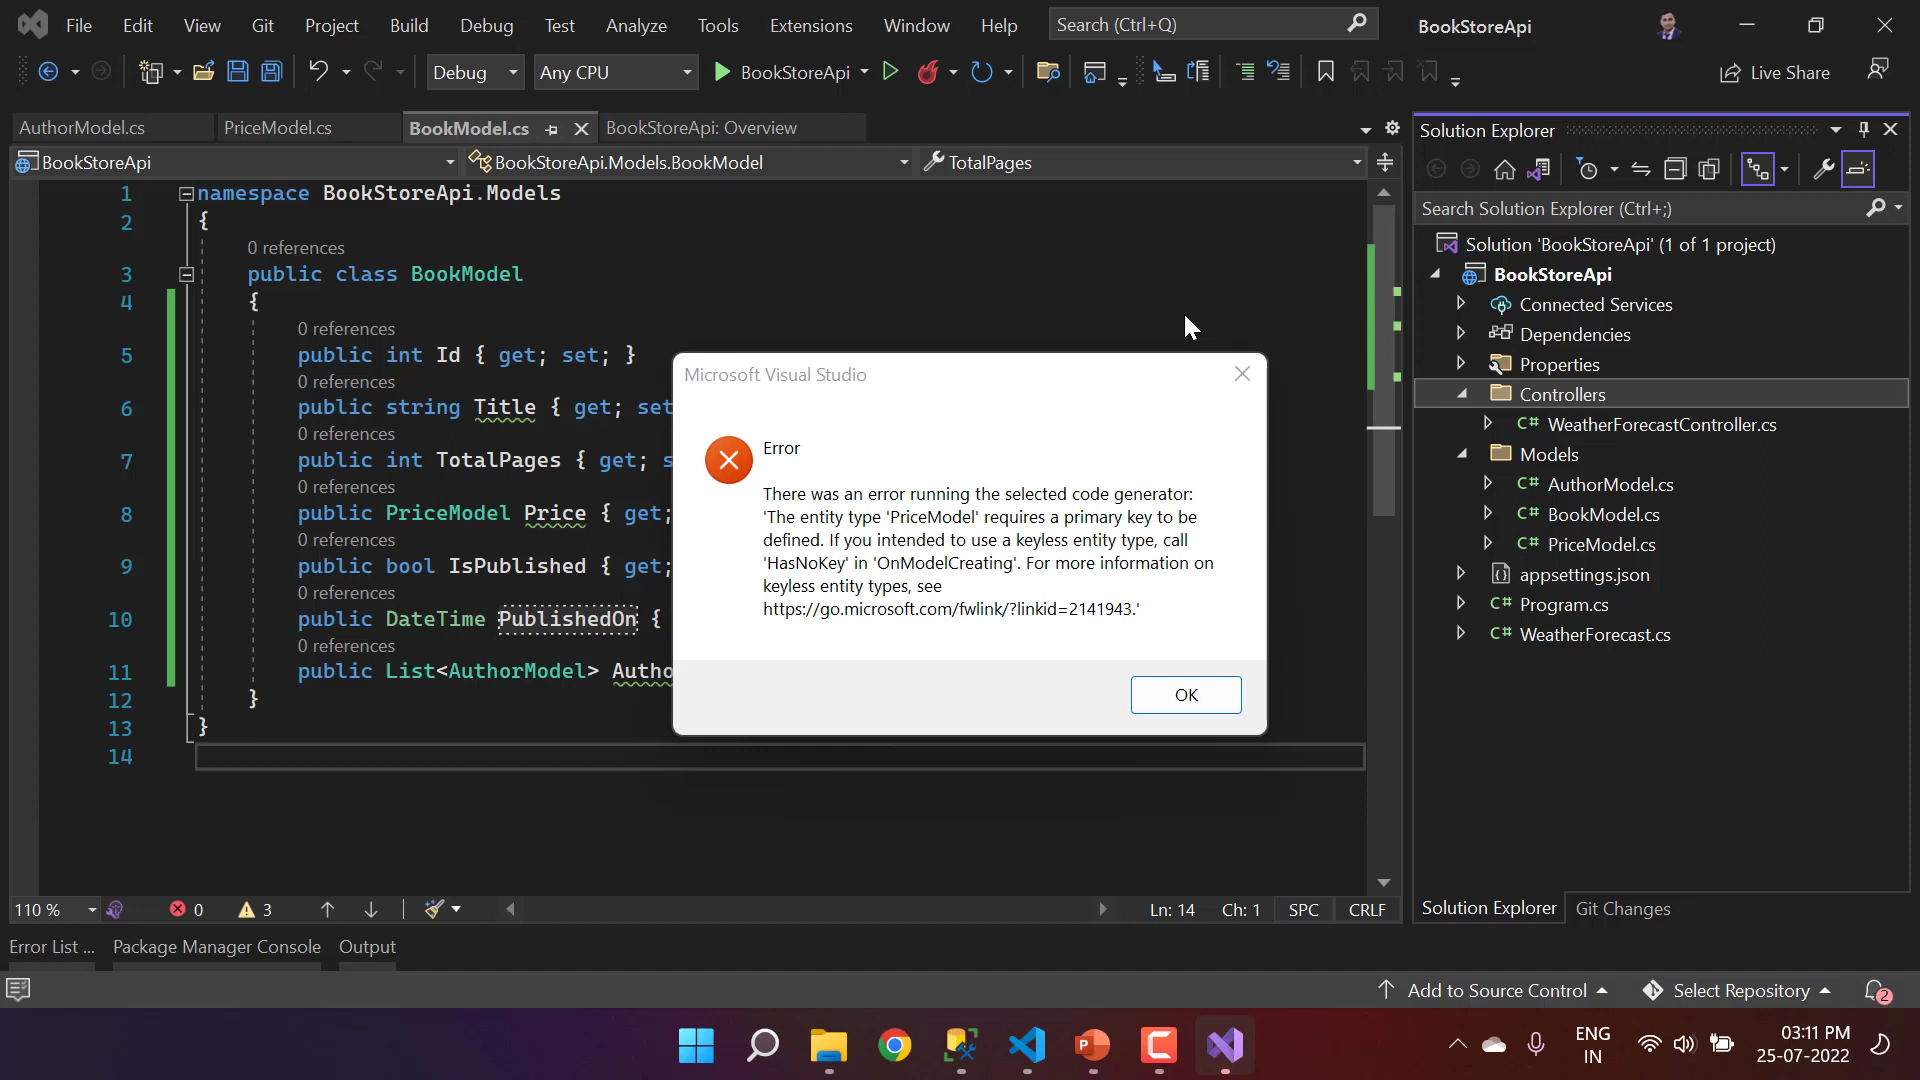 File Edit View Git Project Build Debug Test Analyze Tools Extensions Window Help Search (Ctrl+Q) BookStoreApi
Debug Any CPU BookStoreApi Live Share
AuthorModel.cs PriceModel.cs BookModel.cs BookStoreApi: Overview
BookStoreApi BookStoreApi.Models.BookModel TotalPages
1 namespace BookStoreApi.Models
2 {
0 references
3 public class BookModel
4 {
0 references
5 public int Id { get; set; }
0 references
6 public string Title { get; set
0 references
7 public int TotalPages { get; s
0 references
8 public PriceModel Price { get;
0 references
9 public bool IsPublished { get;
0 references
10 public DateTime PublishedOn {
0 references
11 public List<AuthorModel> Autho
12 }
13 }
14
Microsoft Visual Studio
Error
There was an error running the selected code generator:
'The entity type 'PriceModel' requires a primary key to be
defined. If you intended to use a keyless entity type, call
'HasNoKey' in 'OnModelCreating'. For more information on
keyless entity types, see
https://go.microsoft.com/fwlink/?linkid=2141943.'
OK
Solution Explorer
Search Solution Explorer (Ctrl+;)
Solution 'BookStoreApi' (1 of 1 project)
BookStoreApi
Connected Services
Dependencies
Properties
Controllers
C# WeatherForecastController.cs
Models
C# AuthorModel.cs
C# BookModel.cs
C# PriceModel.cs
appsettings.json
C# Program.cs
C# WeatherForecast.cs
110 % 0 3 Ln: 14 Ch: 1 SPC CRLF
Solution Explorer Git Changes
Error List ... Package Manager Console Output
Add to Source Control Select Repository 2
P C
ENG
IN
03:11 PM
25-07-2022